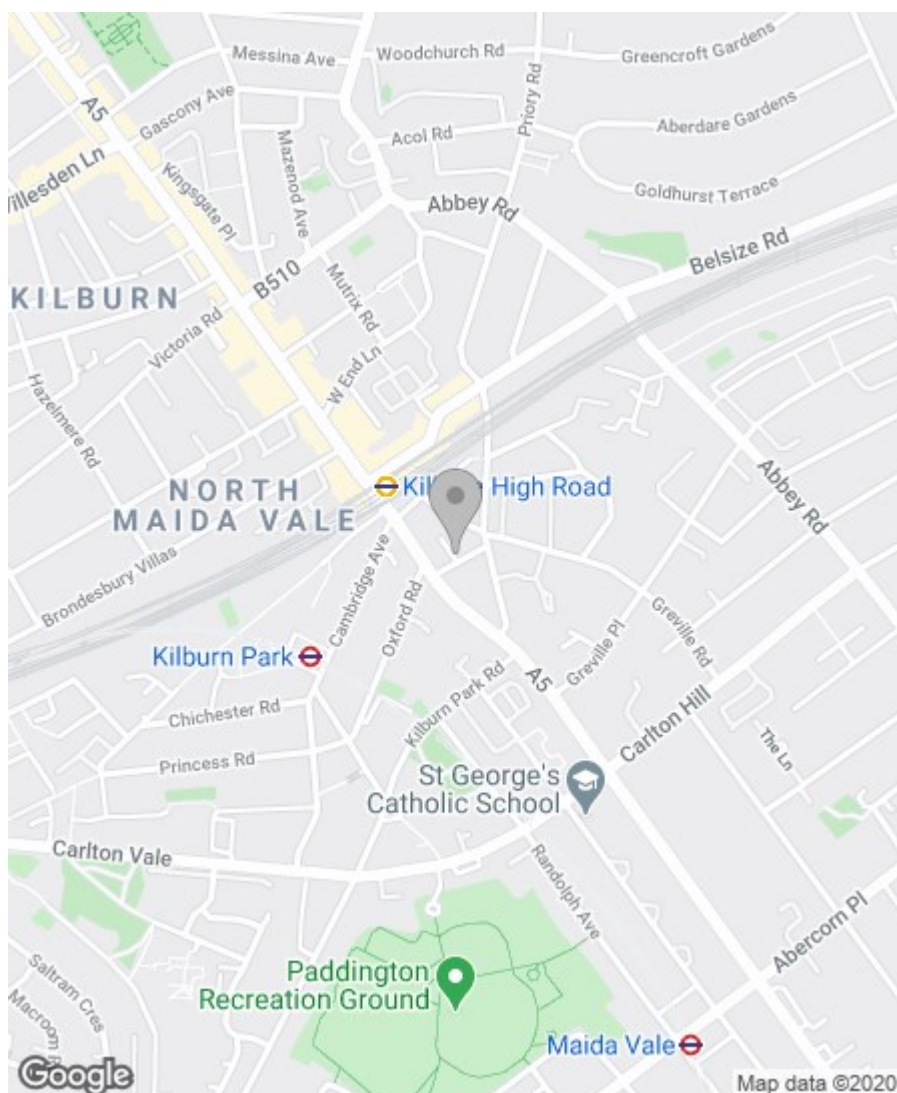 Messina Ave
Woodchurch Rd
Greencroft Gardens
A5
Gascony Ave
Priory Rd
Acol Rd
Aberdare Gardens
Mazenod Ave
Kingsgate Pl
Goldhurst Terrace
Abbey Rd
Belsize Rd
B510
KILBURN
Mutrix Rd
Victoria Rd
W End Ln
Hazelmere Rd
Abbey Rd
NORTH
MAIDA VALE
High Road
Brondesbury Villas
Cambridge Ave
Oxford Rd
Greville Rd
Kilburn Park
Greville Pl
Kilburn Park Rd
A5
Chichester Rd
Carlton Hill
The Ln
Princess Rd
St George's
Catholic School
Carlton Vale
Randolph Ave
Abercorn Pl
Saltram Cres
Paddington
Recreation Ground
Macroom
Maida Vale
Google
Map data ©2020